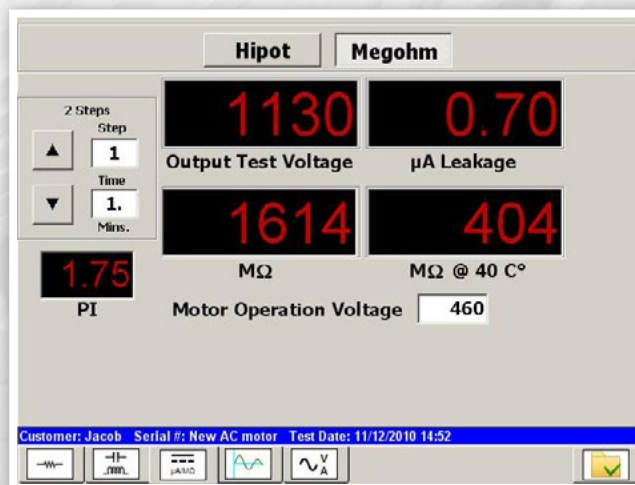 Hipot Megohm
2 Steps
Step
1
Time
1.
Mins.
1130 0.70
Output Test Voltage µA Leakage
1614 404
MΩ MΩ @ 40 C°
1.75
PI
Motor Operation Voltage 460
Customer: Jacob Serial #: New AC motor Test Date: 11/12/2010 14:52
µA/MΩ
V
A